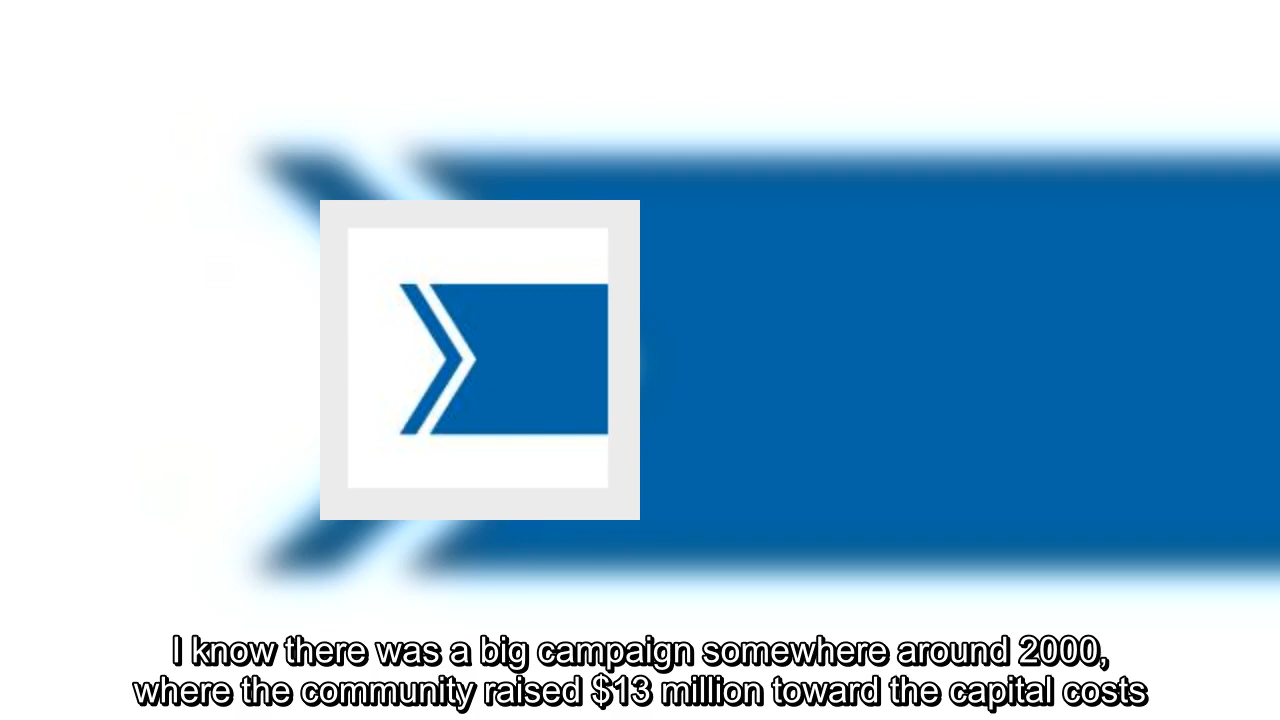 I know there was a big campaign somewhere around 2000,
where the community raised $13 million toward the capital costs